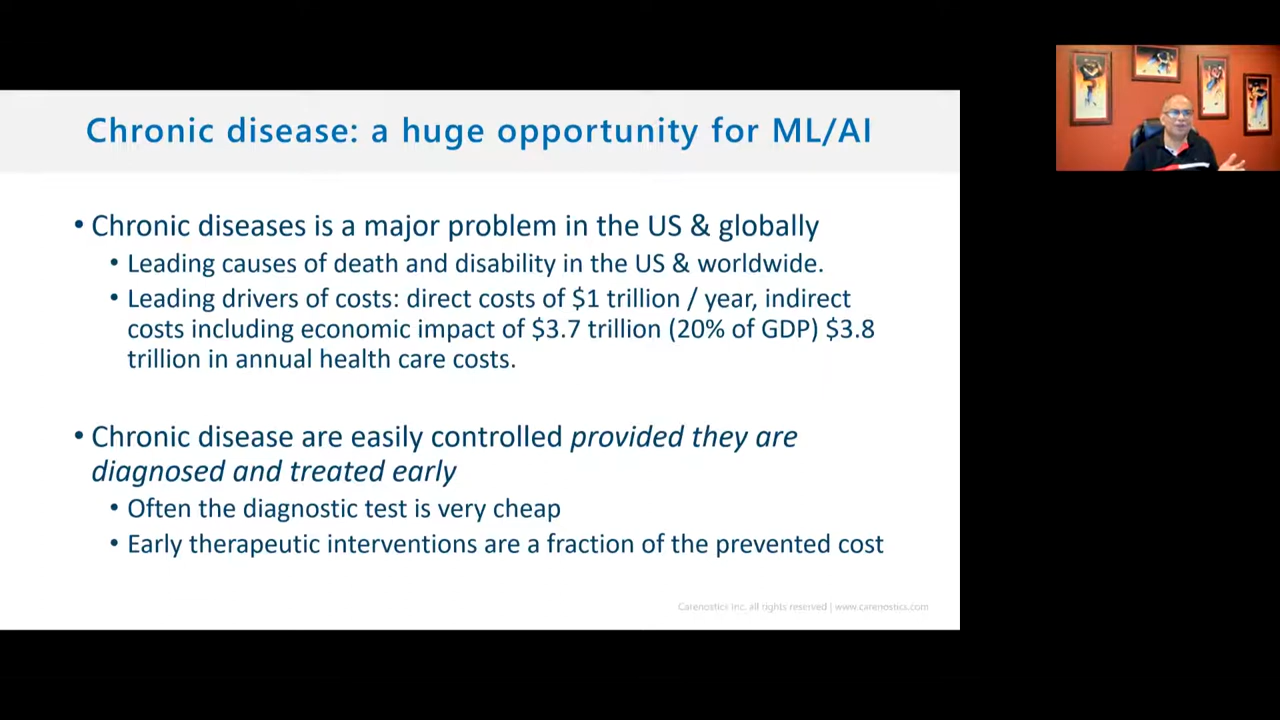 Chronic disease: a huge opportunity for ML/AI
• Chronic diseases is a major problem in the US & globally
• Leading causes of death and disability in the US & worldwide.
• Leading drivers of costs: direct costs of $1 trillion / year, indirect
costs including economic impact of $3.7 trillion (20% of GDP) $3.8
trillion in annual health care costs.
• Chronic disease are easily controlled provided they are
diagnosed and treated early
• Often the diagnostic test is very cheap
• Early therapeutic interventions are a fraction of the prevented cost
Carenostics Inc. all rights reserved | www.carenostics.com